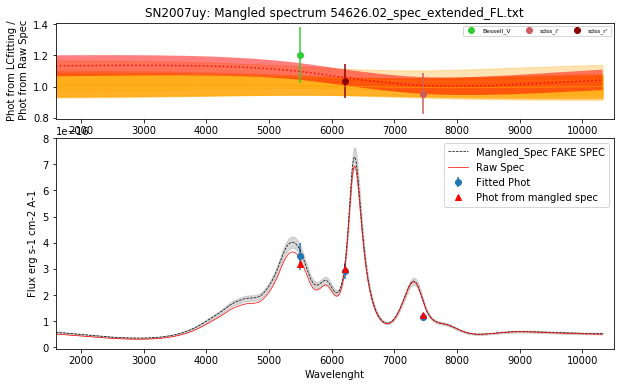 SN2007uy: Mangled spectrum 54626.02_spec_extended_FL.txt
Phot from LCfitting /
Phot from Raw Spec
1.4
1.2
1.0
0.8
Bessell_V
sdss_i'
sdss_r'
2000 3000 4000 5000 6000 7000 8000 9000 10000
1e−16
Flux erg s-1 cm-2 A-1
8
7
6
5
4
3
2
1
0
Mangled_Spec FAKE SPEC
Raw Spec
Fitted Phot
Phot from mangled spec
2000 3000 4000 5000 6000 7000 8000 9000 10000
Wavelenght